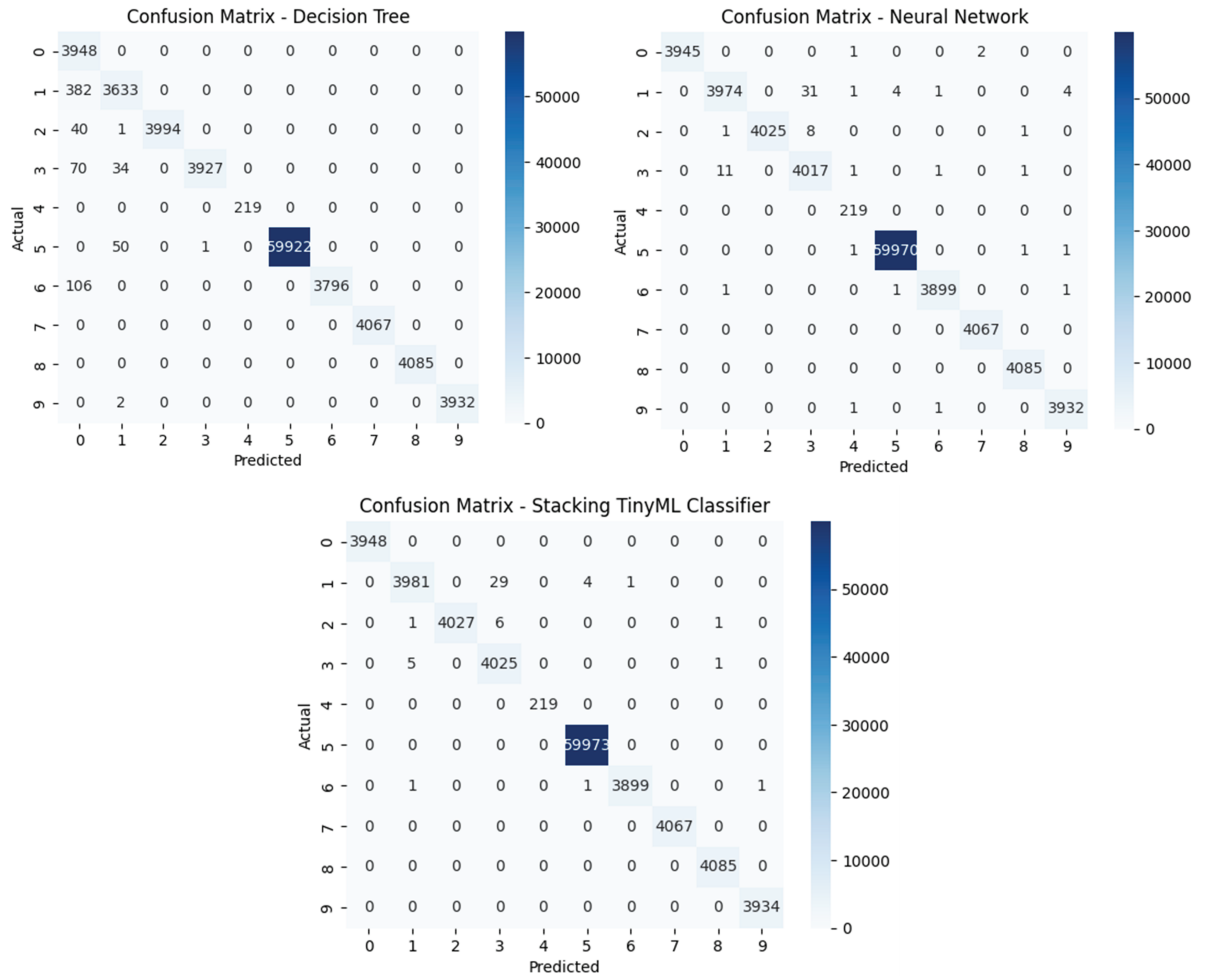 Confusion Matrix - Decision Tree
0 3948 0 0 0 0 0 0 0 0 0
1 382 3633 0 0 0 0 0 0 0 0
2 40 1 3994 0 0 0 0 0 0 0
3 70 34 0 3927 0 0 0 0 0 0
4 0 0 0 0 219 0 0 0 0 0
5 0 50 0 1 0 59922 0 0 0 0
6 106 0 0 0 0 0 3796 0 0 0
7 0 0 0 0 0 0 0 4067 0 0
8 0 0 0 0 0 0 0 0 4085 0
9 0 2 0 0 0 0 0 0 0 3932
0 1 2 3 4 5 6 7 8 9
Predicted
Actual
50000
40000
30000
20000
10000
0
Confusion Matrix - Neural Network
0 3945 0 0 0 1 0 0 2 0 0
1 0 3974 0 31 1 4 1 0 0 4
2 0 1 4025 8 0 0 0 0 1 0
3 0 11 0 4017 1 0 1 0 1 0
4 0 0 0 0 219 0 0 0 0 0
5 0 0 0 0 1 59970 0 0 1 1
6 0 1 0 0 0 1 3899 0 0 1
7 0 0 0 0 0 0 0 4067 0 0
8 0 0 0 0 0 0 0 0 4085 0
9 0 0 0 0 1 0 1 0 0 3932
0 1 2 3 4 5 6 7 8 9
Predicted
Actual
50000
40000
30000
20000
10000
0
Confusion Matrix - Stacking TinyML Classifier
0 3948 0 0 0 0 0 0 0 0 0
1 0 3981 0 29 0 4 1 0 0 0
2 0 1 4027 6 0 0 0 0 1 0
3 0 5 0 4025 0 0 0 0 1 0
4 0 0 0 0 219 0 0 0 0 0
5 0 0 0 0 0 59973 0 0 0 0
6 0 1 0 0 0 1 3899 0 0 1
7 0 0 0 0 0 0 0 4067 0 0
8 0 0 0 0 0 0 0 0 4085 0
9 0 0 0 0 0 0 0 0 0 3934
0 1 2 3 4 5 6 7 8 9
Predicted
Actual
50000
40000
30000
20000
10000
0